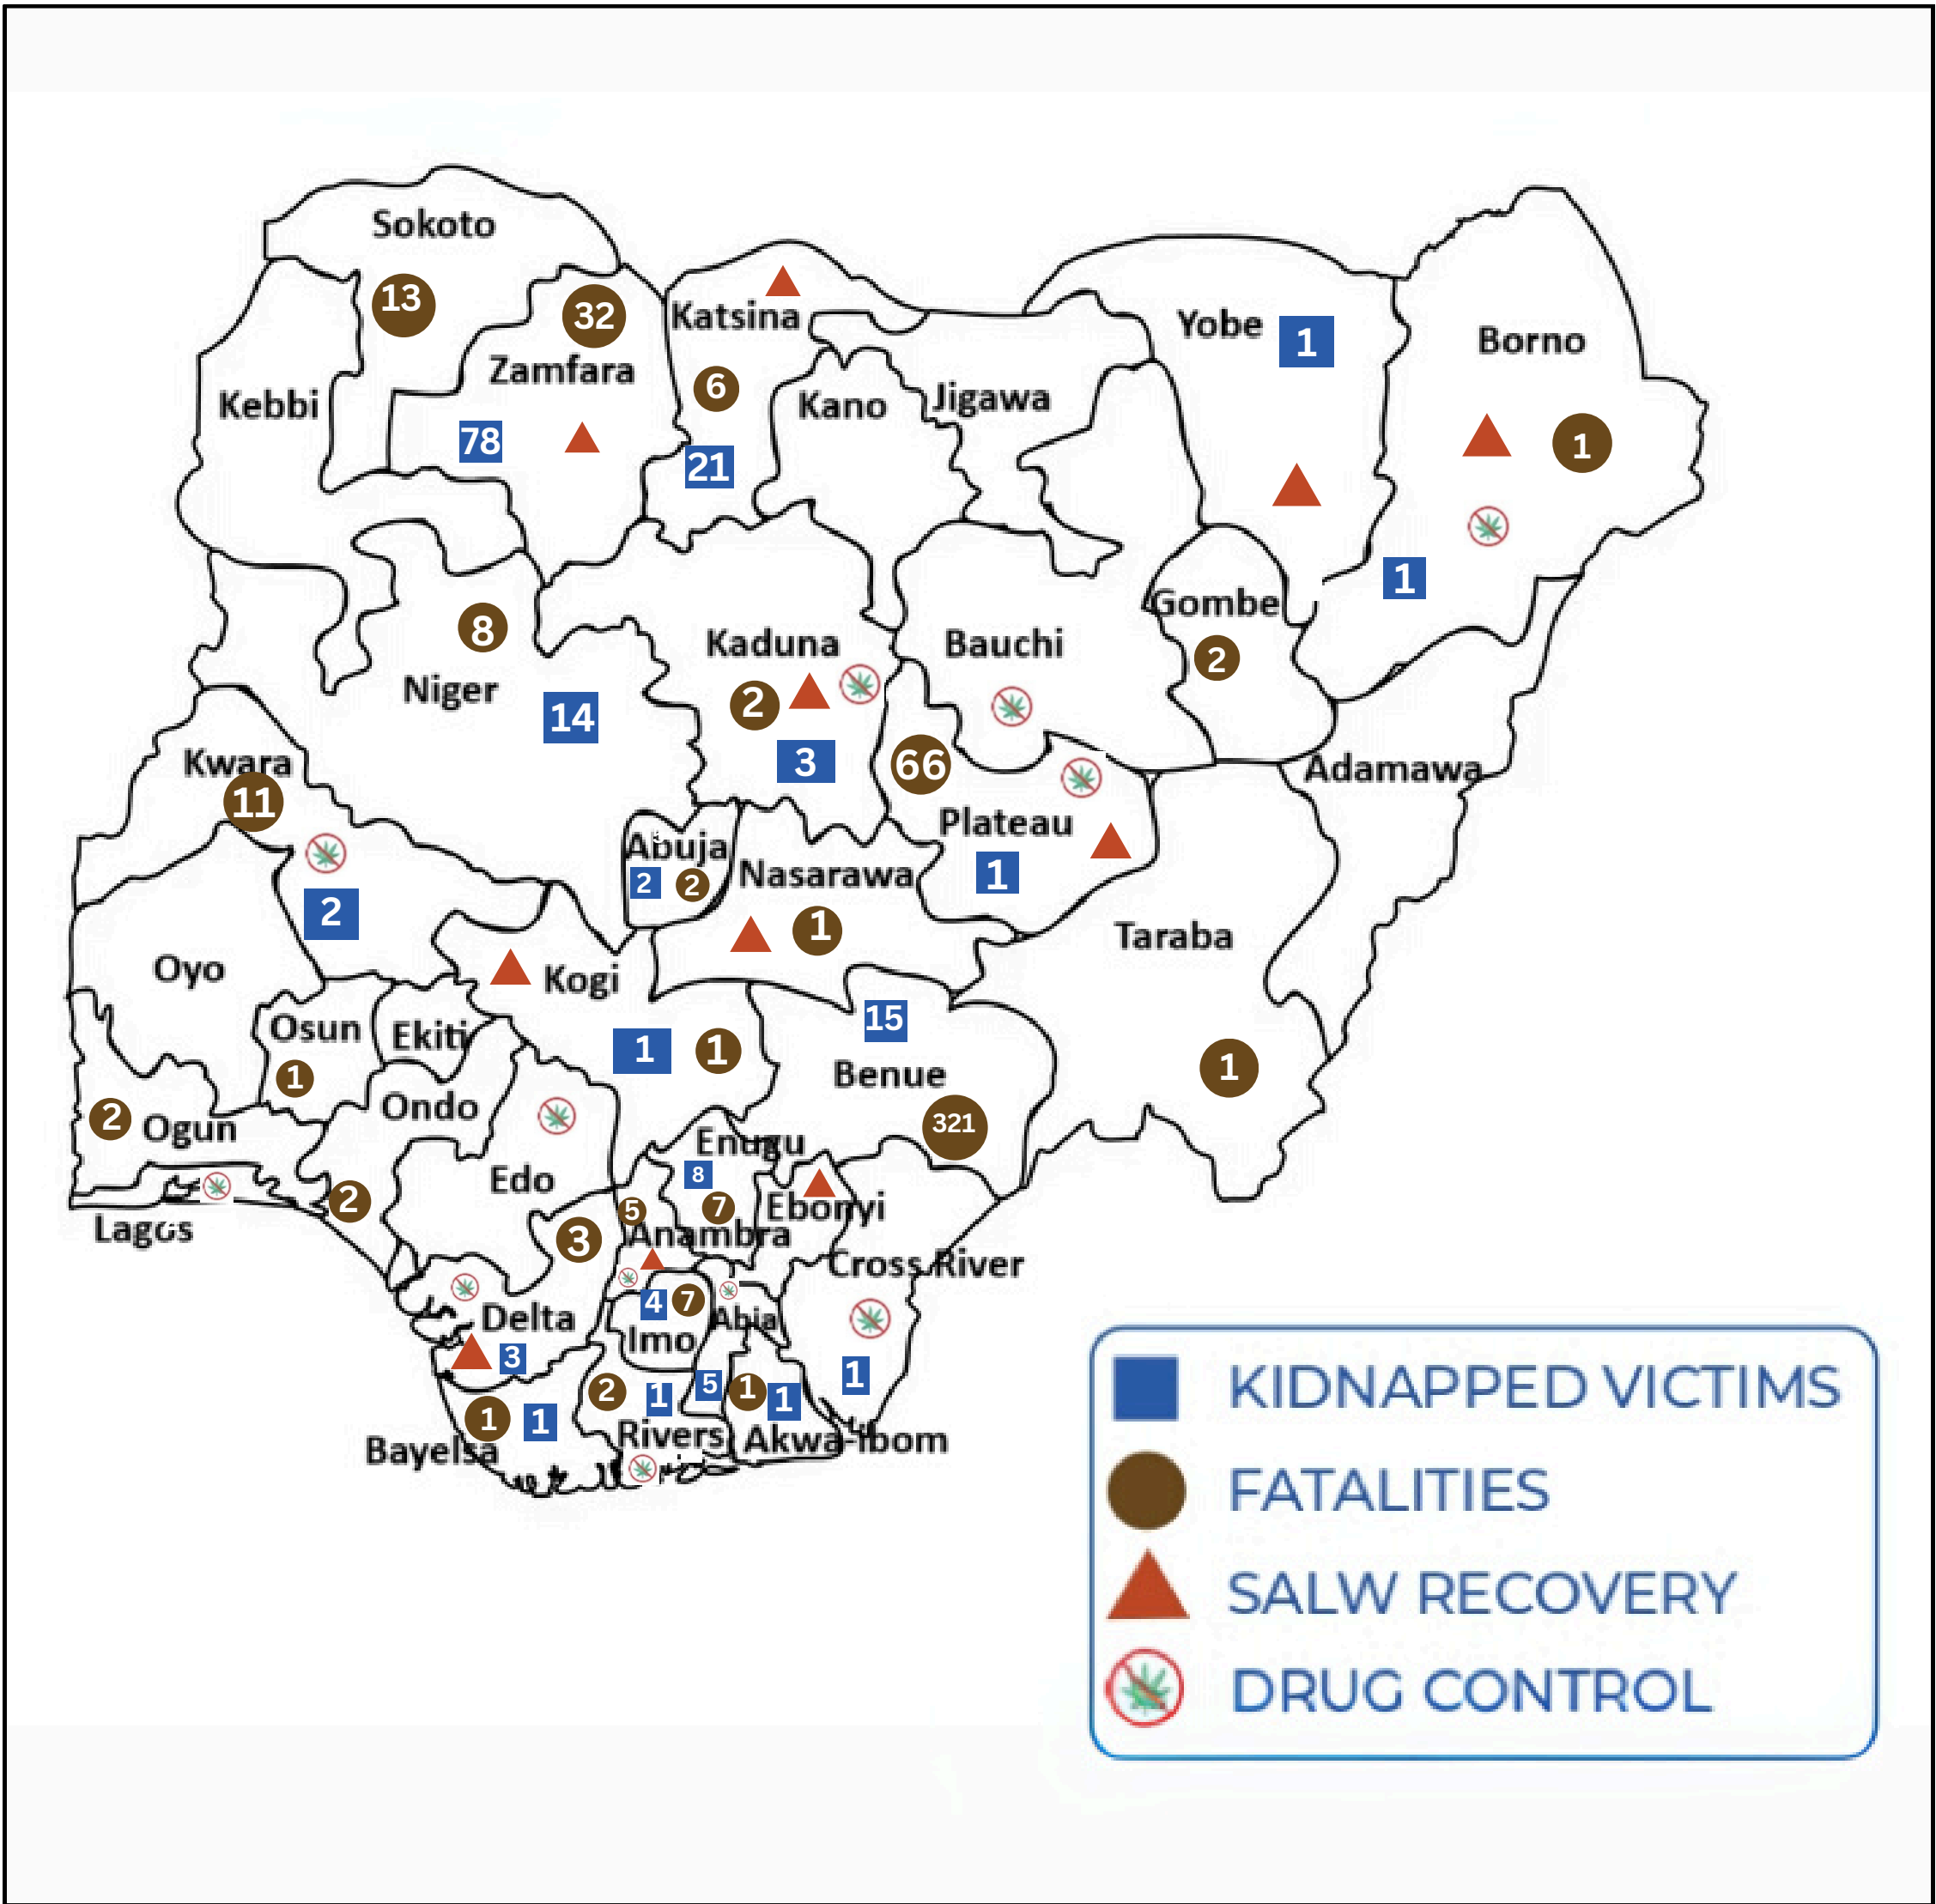 Sokoto
13
32
Katsina
Zamfara
6
78
21
Kebbi
Kano
Jigawa
Yobe
1
Borno
1
1
8
Niger
14
Kaduna
2
3
Bauchi
Gombe
2
Kwara
11
2
66
Plateau
1
Adamawa
Abuja
2
2
Nasarawa
1
Taraba
1
Oyo
Kogi
1
1
15
Benue
321
Osun
1
Ekiti
Ondo
2
2
Ogun
Lagos
Edo
Enugu
8
7
Ebonyi
5
Anambra
3
Cross River
1
Delta
3
4
7
Imo
Abia
5
1
1
Akwa-Ibom
2
1
Rivers
1
1
Bayelsa
KIDNAPPED VICTIMS
FATALITIES
SALW RECOVERY
DRUG CONTROL